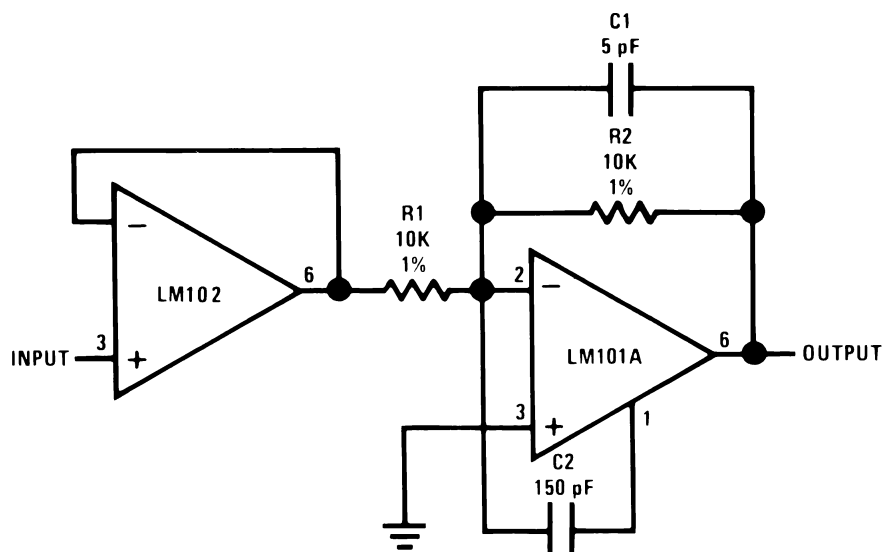 C1
5 pF
R2
10K
1%
R1
10K
1%
−
6
LM102
2
−
INPUT
3
+
LM101A
6
OUTPUT
3
+
1
C2
150 pF